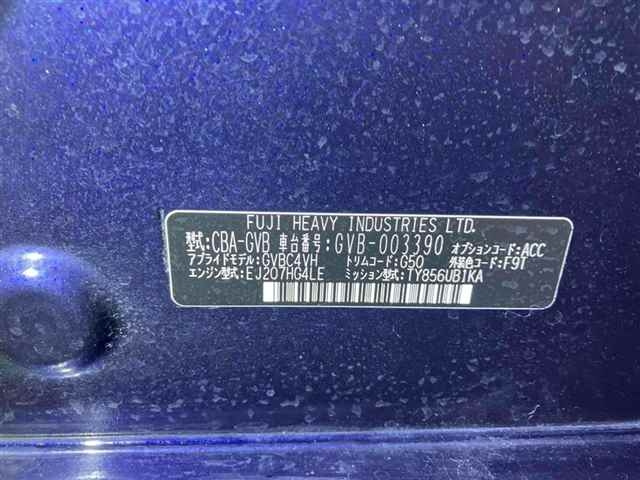 FUJI HEAVY INDUSTRIES LTD.
型式:CBA-GVB 車台番号:GVB-003390 オプションコード:ACC
アプライドモデル:GVBC4VH トリムコード:G50 外装色コード:F9T
エンジン型式:EJ207HG4LE ミッション型式:TY856UB1KA